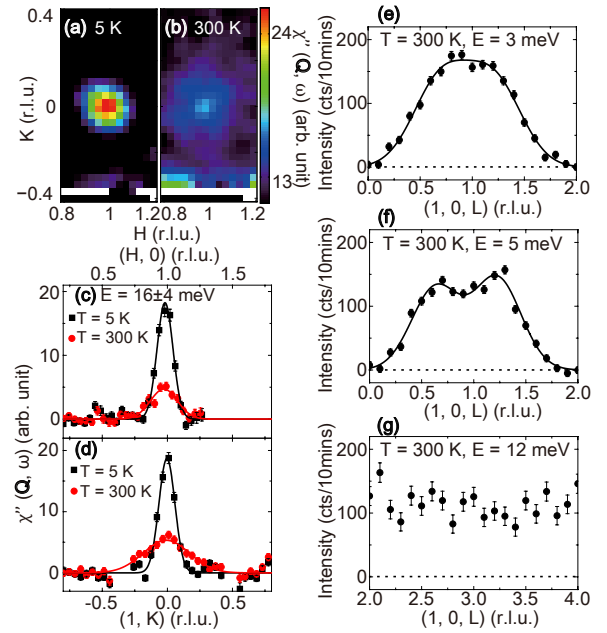 (a) 5 K
(b) 300 K
24
13
χ″ (Q, ω) (arb. unit)
K (r.l.u.)
0.4
0
−0.4
0.8 1 1.2
0.8 1 1.2
H (r.l.u.)
(H, 0) (r.l.u.)
0.5 1.0 1.5
(c) E = 16±4 meV
T = 5 K
T = 300 K
20
10
0
(d)
T = 5 K
T = 300 K
20
10
0
χ″ (Q, ω) (arb. unit)
-0.5 0.0 0.5
(1, K) (r.l.u.)
(e)
T = 300 K, E = 3 meV
Intensity (cts/10mins)
200
100
0
0.0 0.5 1.0 1.5 2.0
(1, 0, L) (r.l.u.)
(f)
T = 300 K, E = 5 meV
Intensity (cts/10mins)
200
100
0
0.0 0.5 1.0 1.5 2.0
(1, 0, L) (r.l.u.)
(g)
T = 300 K, E = 12 meV
Intensity (cts/10mins)
200
100
0
2.0 2.5 3.0 3.5 4.0
(1, 0, L) (r.l.u.)